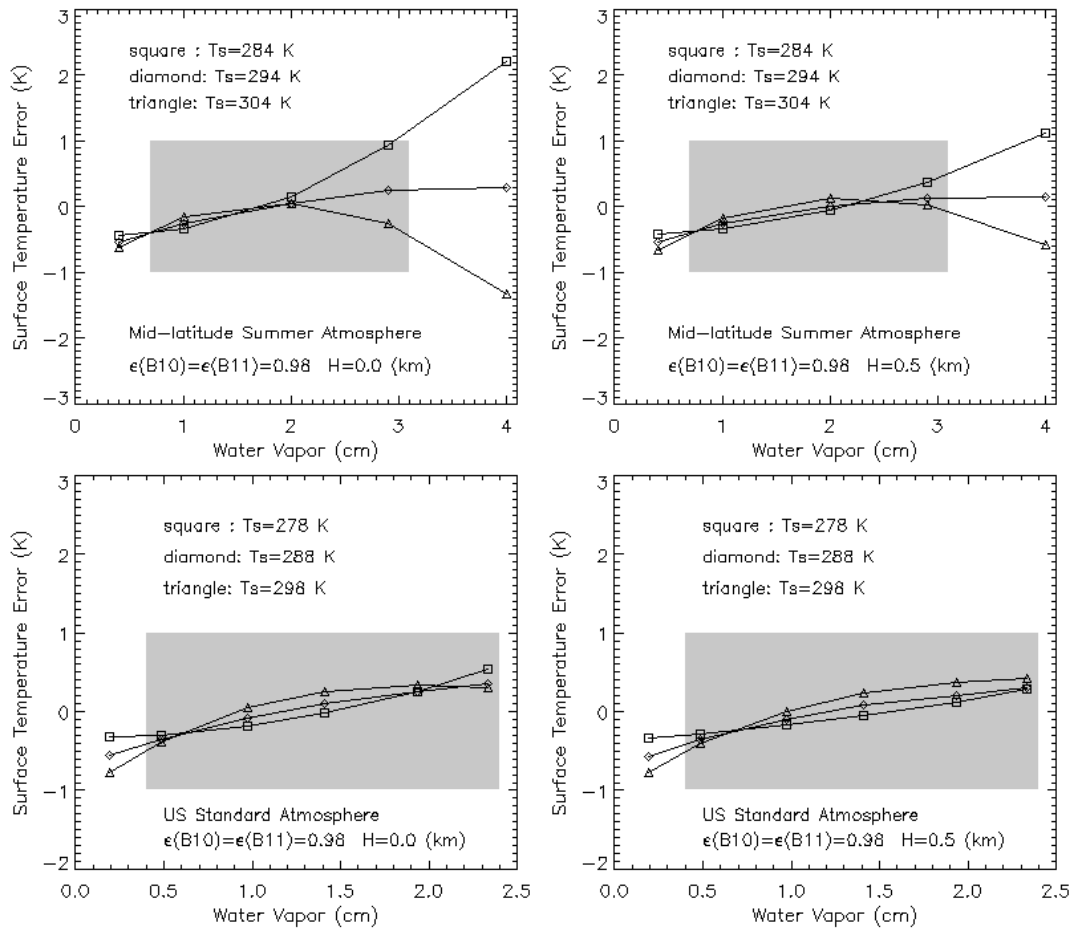 Surface Temperature Error (K)
3
2
1
0
−1
−2
−3
square : Ts=284 K
diamond: Ts=294 K
triangle: Ts=304 K
Mid−latitude Summer Atmosphere
ϵ(B10)=ϵ(B11)=0.98 H=0.0 (km)
0 1 2 3 4
Water Vapor (cm)
Surface Temperature Error (K)
3
2
1
0
−1
−2
−3
square : Ts=284 K
diamond: Ts=294 K
triangle: Ts=304 K
Mid−latitude Summer Atmosphere
ϵ(B10)=ϵ(B11)=0.98 H=0.5 (km)
0 1 2 3 4
Water Vapor (cm)
Surface Temperature Error (K)
3
2
1
0
−1
−2
square : Ts=278 K
diamond: Ts=288 K
triangle: Ts=298 K
US Standard Atmosphere
ϵ(B10)=ϵ(B11)=0.98 H=0.0 (km)
0.0 0.5 1.0 1.5 2.0 2.5
Water Vapor (cm)
Surface Temperature Error (K)
3
2
1
0
−1
−2
square : Ts=278 K
diamond: Ts=288 K
triangle: Ts=298 K
US Standard Atmosphere
ϵ(B10)=ϵ(B11)=0.98 H=0.5 (km)
0.0 0.5 1.0 1.5 2.0 2.5
Water Vapor (cm)